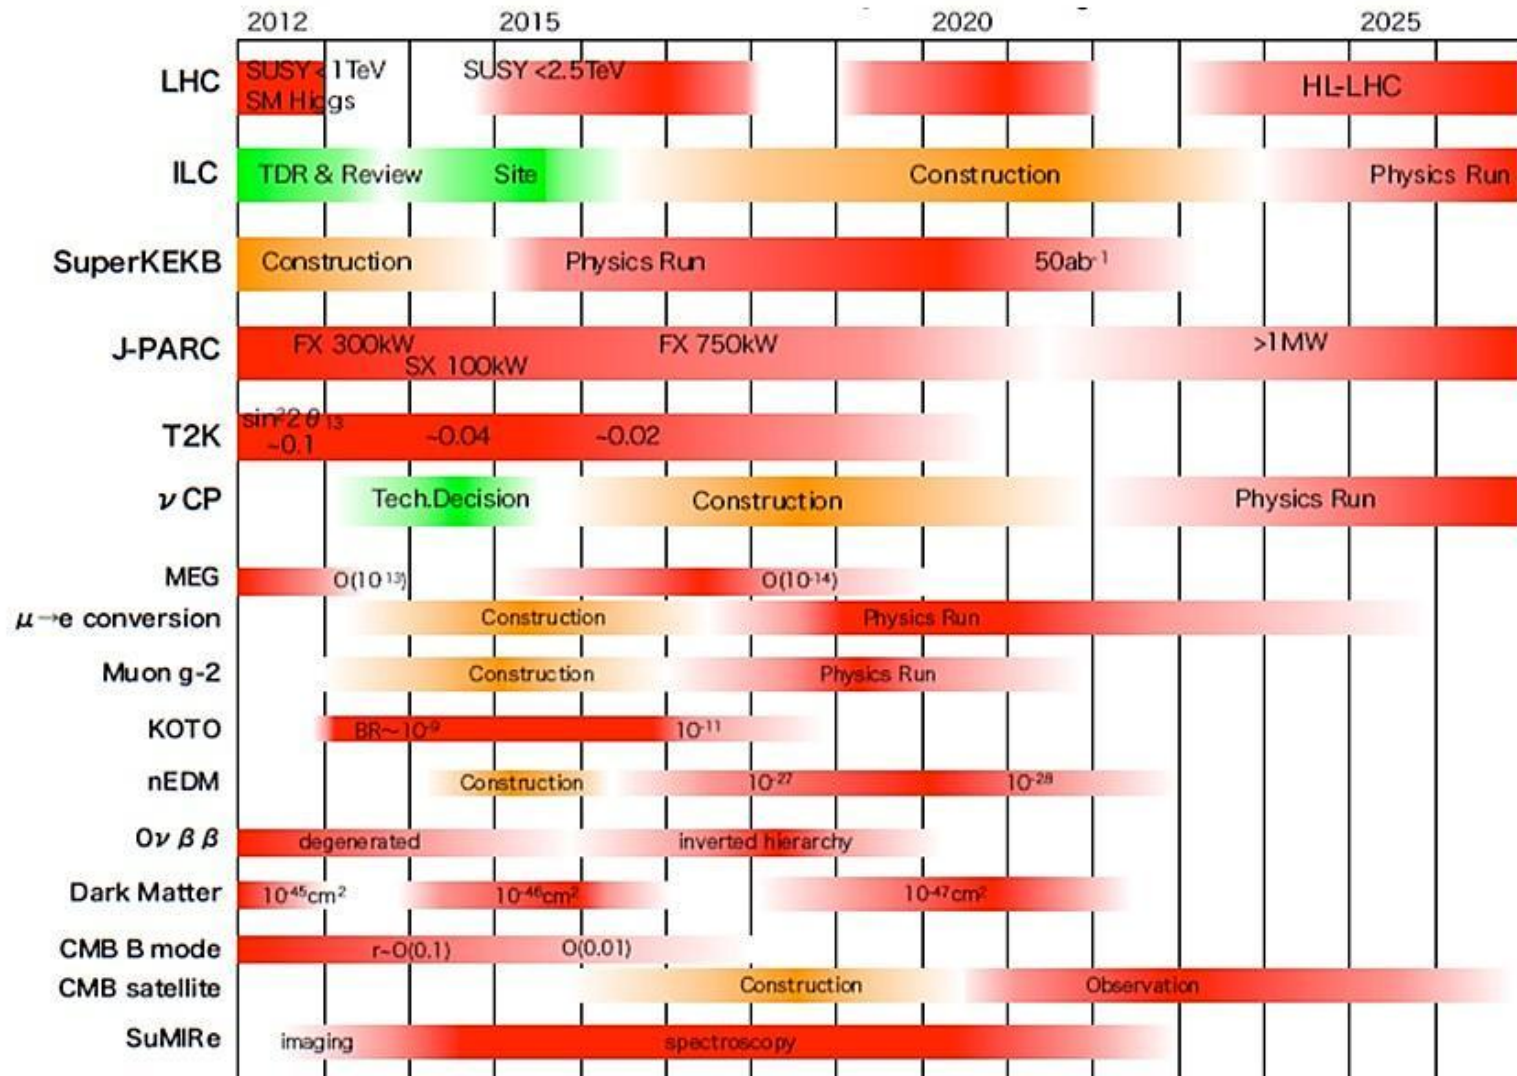 2012 2015 2020 2025
LHC SUSY <1TeV SUSY <2.5TeV HL-LHC
SM Higgs
ILC TDR & Review Site Construction Physics Run
SuperKEKB Construction Physics Run 50ab⁻¹
J-PARC FX 300kW FX 750kW >1MW
SX 100kW
T2K sin²2θ₁₃
~0.1 ~0.04 ~0.02
νCP Tech.Decision Construction Physics Run
MEG O(10⁻¹³) O(10⁻¹⁴)
μ→e conversion Construction Physics Run
Muon g-2 Construction Physics Run
KOTO BR~10⁻⁹ 10⁻¹¹
nEDM Construction 10⁻²⁷ 10⁻²⁸
0νββ degenerated inverted hierarchy
Dark Matter 10⁻⁴⁵cm² 10⁻⁴⁶cm² 10⁻⁴⁷cm²
CMB B mode r~O(0.1) O(0.01)
CMB satellite Construction Observation
SuMIRe imaging spectroscopy